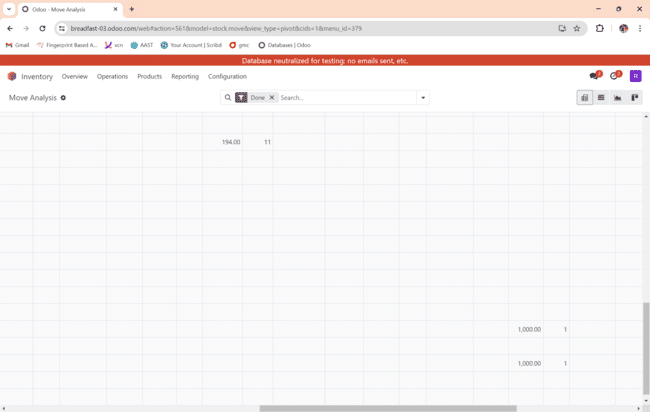 Odoo - Move Analysis
breadfast-03.odoo.com/web#action=561&model=stock.move&view_type=pivot&cids=1&menu_id=379
Gmail Fingerprint Based A... vcn AAST Your Account | Scribd gmc Databases | Odoo
Database neutralized for testing: no emails sent, etc.
Inventory Overview Operations Products Reporting Configuration R
Move Analysis Done Search...
194.00 11
1,000.00 1
1,000.00 1